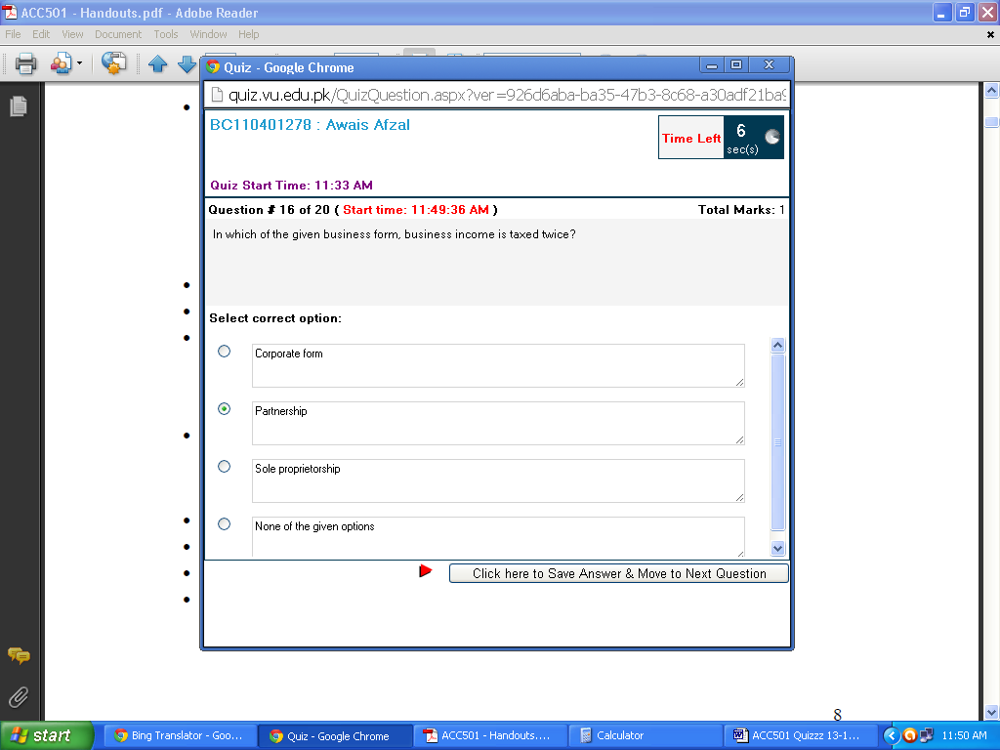 ACC501 - Handouts.pdf - Adobe Reader
File Edit View Document Tools Window Help
Quiz - Google Chrome
quiz.vu.edu.pk/QuizQuestion.aspx?ver=926d6aba-ba35-47b3-8c68-a30adf21ba9
BC110401278 : Awais Afzal
Time Left 6 sec(s)
Quiz Start Time: 11:33 AM
Question # 16 of 20 ( Start time: 11:49:36 AM ) Total Marks: 1
In which of the given business form, business income is taxed twice?
Select correct option:
Corporate form
Partnership
Sole proprietorship
None of the given options
Click here to Save Answer & Move to Next Question
8
start Bing Translator - Goo... Quiz - Google Chrome ACC501 - Handouts.... Calculator ACC501 Quizzz 13-1... 11:50 AM